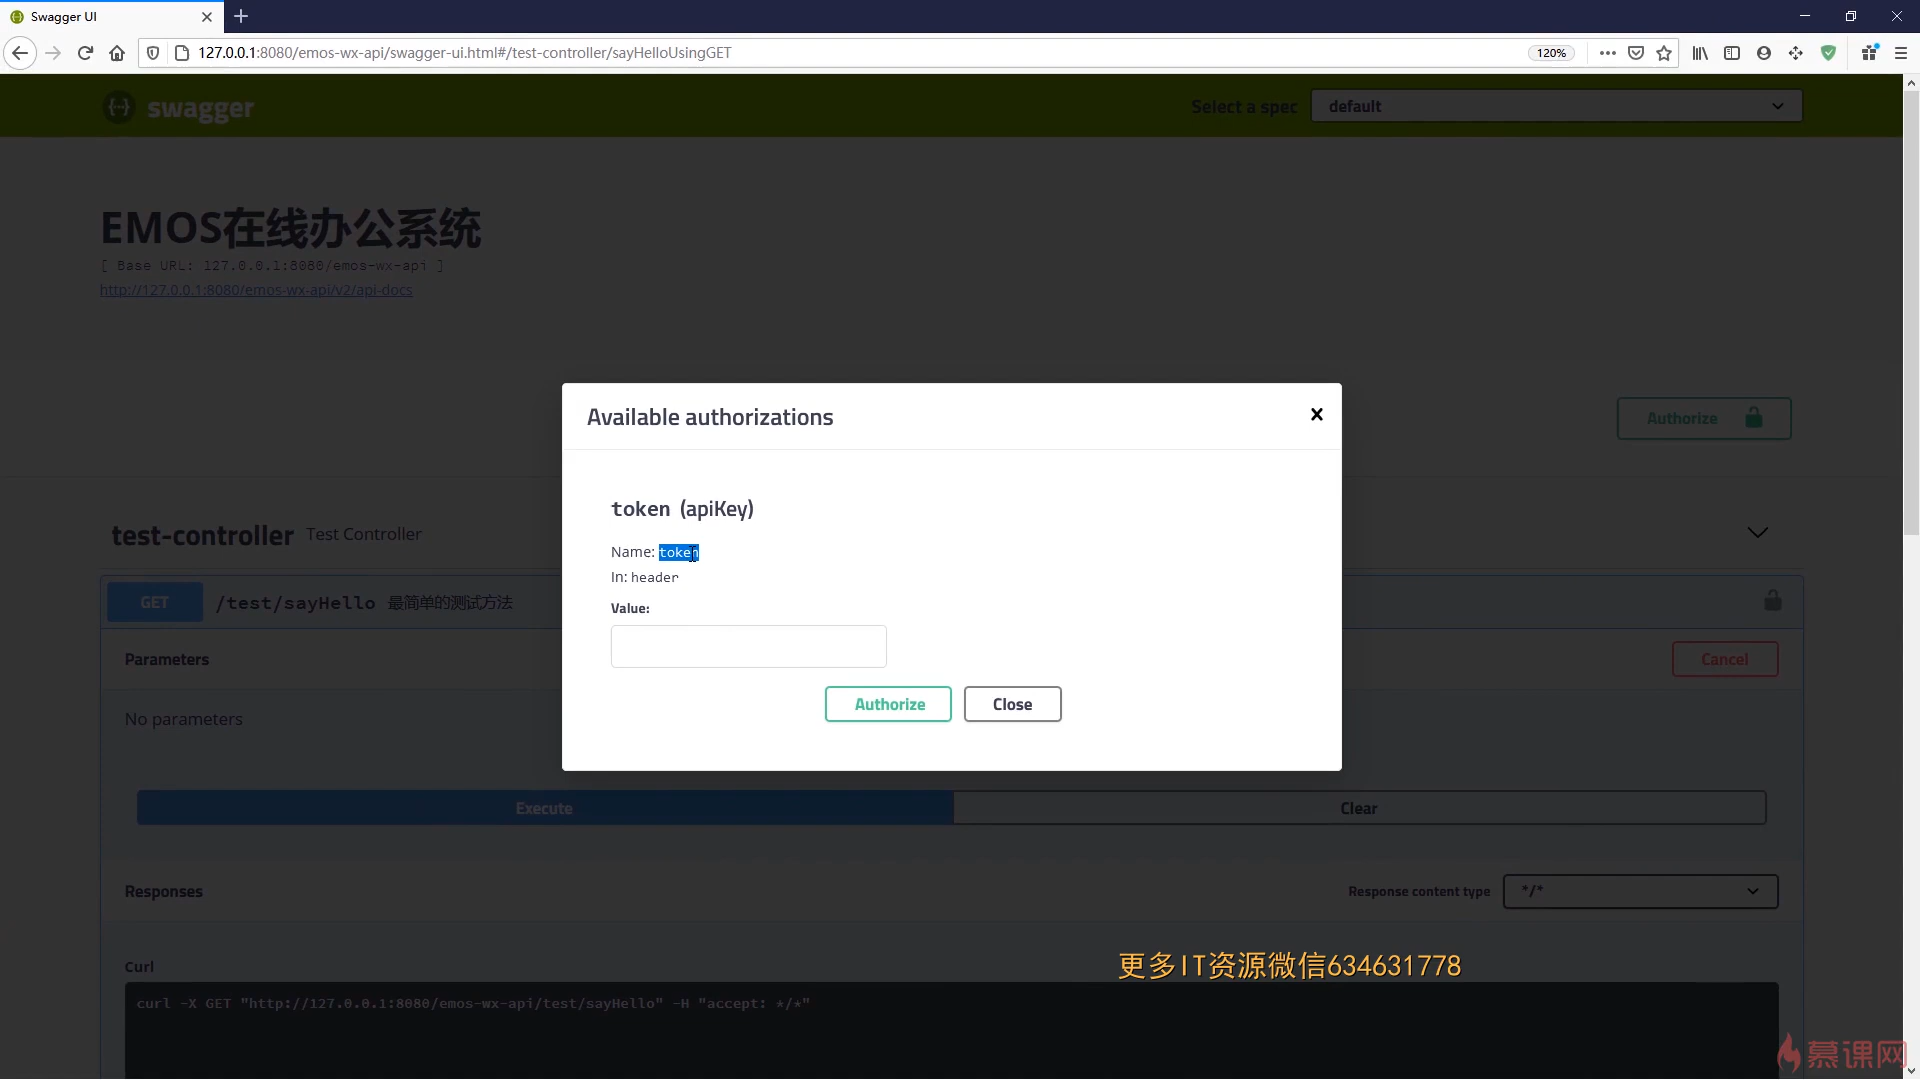 Swagger UI
127.0.0.1:8080/emos-wx-api/swagger-ui.html#/test-controller/sayHelloUsingGET
120%
swagger
Select a spec
default
EMOS在线办公系统
[ Base URL: 127.0.0.1:8080/emos-wx-api ]
http://127.0.0.1:8080/emos-wx-api/v2/api-docs
Available authorizations
Authorize
token (apiKey)
test-controller Test Controller
Name: token
In: header
GET /test/sayHello 最简单的测试方法
Value:
Parameters
Cancel
Authorize
Close
No parameters
Execute
Clear
Responses
Response content type
*/*
更多IT资源微信634631778
Curl
curl -X GET "http://127.0.0.1:8080/emos-wx-api/test/sayHello" -H "accept: */*"
慕课网